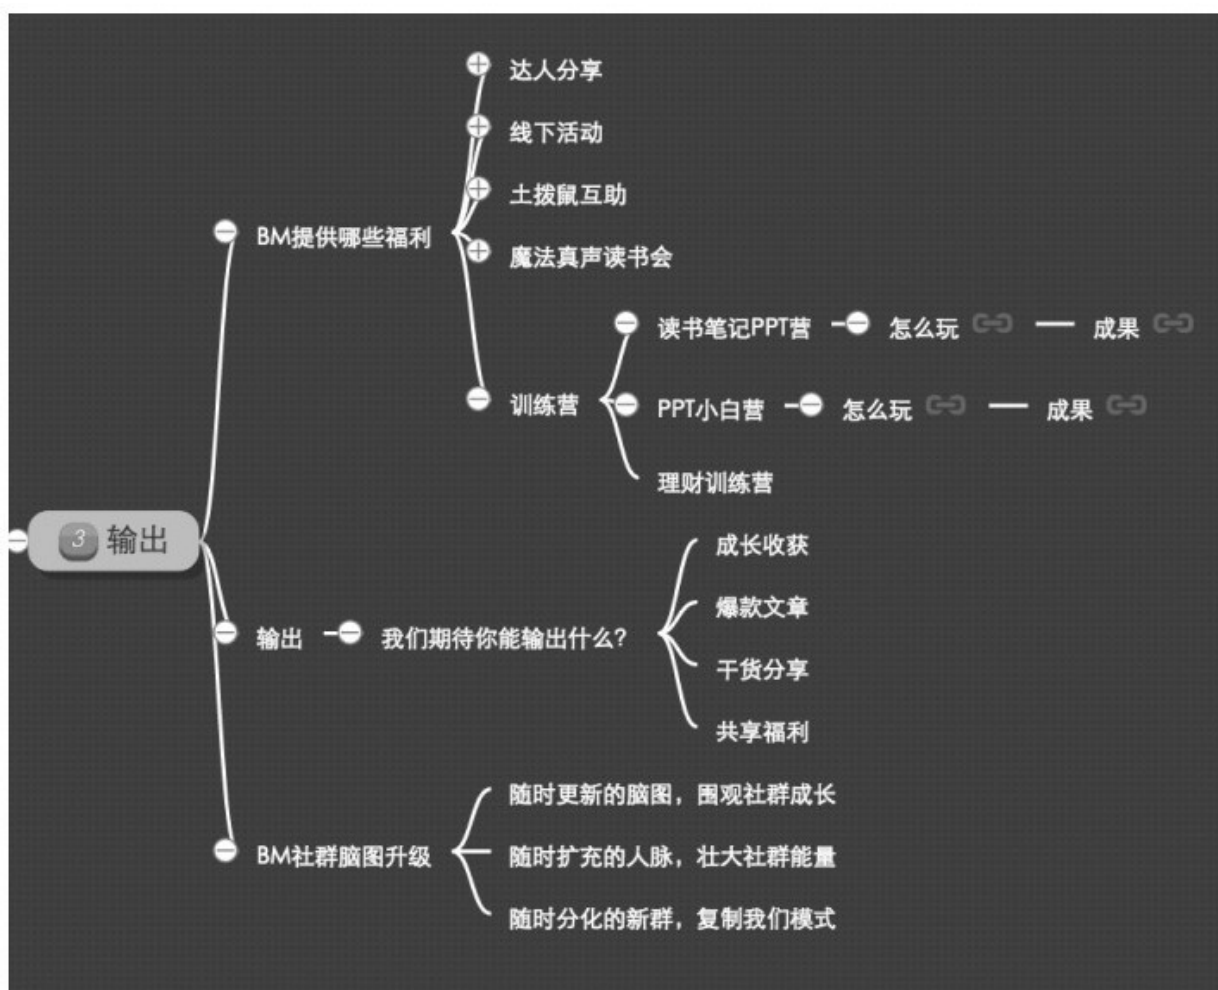 达人分享
线下活动
土拨鼠互助
BM提供哪些福利
魔法真声读书会
读书笔记PPT营 怎么玩 成果
训练营
PPT小白营 怎么玩 成果
理财训练营
3 输出
成长收获
爆款文章
输出 我们期待你能输出什么?
干货分享
共享福利
随时更新的脑图，围观社群成长
BM社群脑图升级
随时扩充的人脉，壮大社群能量
随时分化的新群，复制我们模式